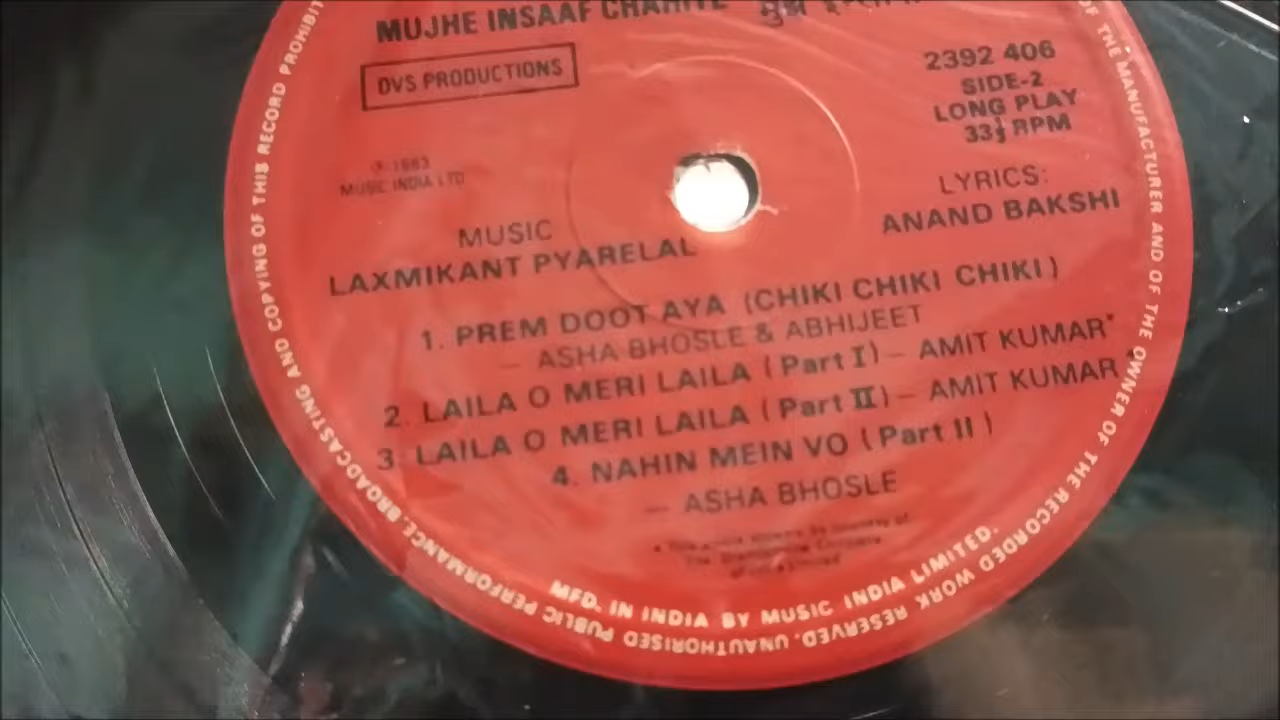 MUJHE INSAAF CHAHIYE
DVS PRODUCTIONS
2392 406
SIDE-2
LONG PLAY
33⅓ RPM
℗ 1983
MUSIC INDIA LTD
LYRICS:
ANAND BAKSHI
MUSIC
LAXMIKANT PYARELAL
1. PREM DOOT AYA (CHIKI CHIKI CHIKI)
— ASHA BHOSLE & ABHIJEET
2. LAILA O MERI LAILA (Part I) — AMIT KUMAR*
3. LAILA O MERI LAILA (Part II) — AMIT KUMAR*
4. NAHIN MEIN VO (Part II)
— ASHA BHOSLE
MFD. IN INDIA BY MUSIC INDIA LIMITED.
OF THE MANUFACTURER AND OF THE OWNER OF THE RECORDED WORK RESERVED. UNAUTHORISED PUBLIC PERFORMANCE, BROADCASTING AND COPYING OF THIS RECORD